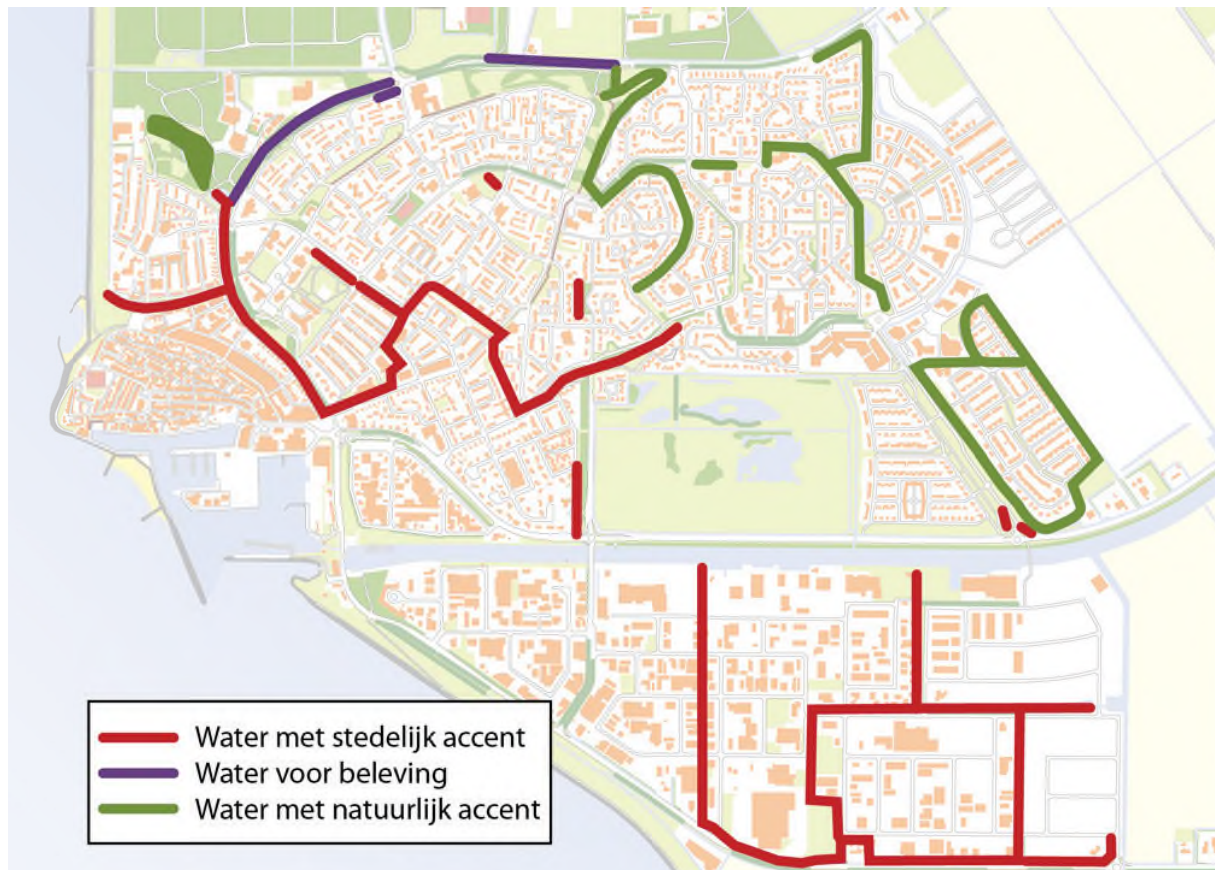 Water met stedelijk accent
Water voor beleving
Water met natuurlijk accent